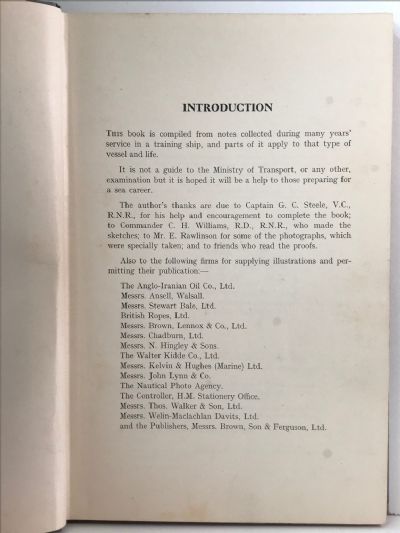 INTRODUCTION
THIS book is compiled from notes collected during many years'
service in a training ship, and parts of it apply to that type of
vessel and life.
It is not a guide to the Ministry of Transport, or any other,
examination but it is hoped it will be a help to those preparing for
a sea career.
The author's thanks are due to Captain G. C. Steele, V.C.,
R.N.R., for his help and encouragement to complete the book;
to Commander C. H. Williams, R.D., R.N.R., who made the
sketches; to Mr. E. Rawlinson for some of the photographs, which
were specially taken; and to friends who read the proofs.
Also to the following firms for supplying illustrations and per-
mitting their publication:—
The Anglo-Iranian Oil Co., Ltd.
Messrs. Ansell, Walsall.
Messrs. Stewart Bale, Ltd.
British Ropes, Ltd.
Messrs. Brown, Lennox & Co., Ltd.
Messrs. Chadburn, Ltd.
Messrs. N. Hingley & Sons.
The Walter Kidde Co., Ltd.
Messrs. Kelvin & Hughes (Marine) Ltd.
Messrs. John Lynn & Co.
The Nautical Photo Agency.
The Controller, H.M. Stationery Office.
Messrs. Thos. Walker & Son, Ltd.
Messrs. Welin-Maclachlan Davits, Ltd.
and the Publishers, Messrs. Brown, Son & Ferguson, Ltd.